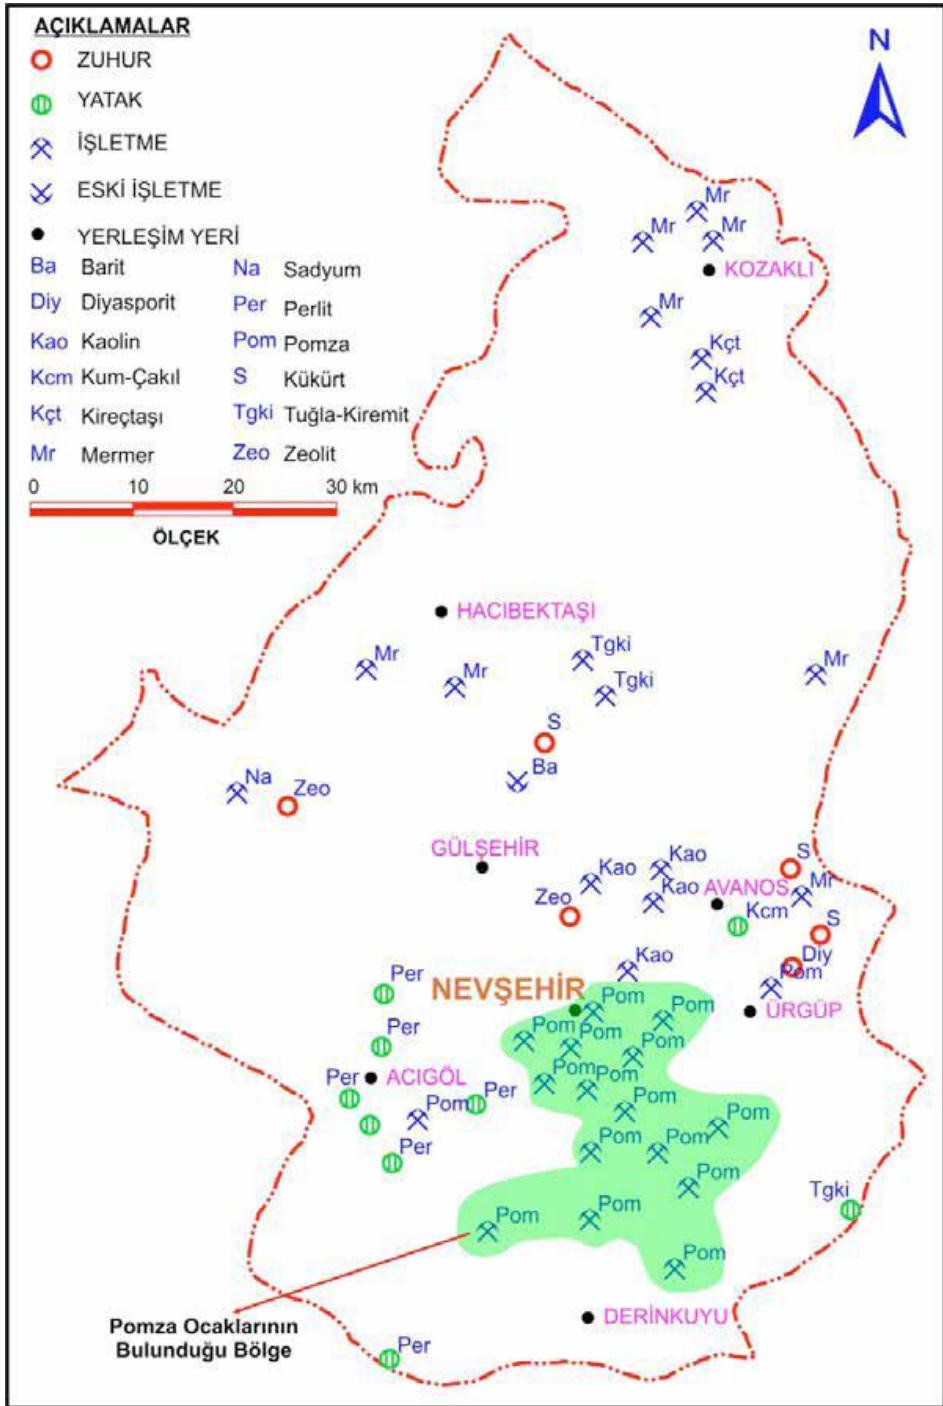 AÇIKLAMALAR
ZUHUR
YATAK
İŞLETME
ESKİ İŞLETME
YERLEŞİM YERİ
Ba Barit Na Sadyum
Diy Diyasporit Per Perlit
Kao Kaolin Pom Pomza
Kcm Kum-Çakıl S Kükürt
Kçt Kireçtaşı Tgki Tuğla-Kiremit
Mr Mermer Zeo Zeolit
0 10 20 30 km
ÖLÇEK
N
Mr
Mr Mr
KOZAKLI
Mr
Kçt
Kçt
HACIBEKTAŞI
Tgki
Mr Mr Mr
Tgki
S
Ba
Na Zeo
GÜLŞEHİR
Kao Kao S
Kao AVANOS Mr
Zeo Kcm S
Kao Diy
Per Pom
NEVŞEHİR
Pom Pom ÜRGÜP
Per Pom Pom Pom
ACIGÖL
Per Pom Per Pom Pom
Pom Pom
Per Pom Pom
Pom
Tgki
Pom Pom
Pom
DERİNKUYU
Pomza Ocaklarının
Bulunduğu Bölge
Per